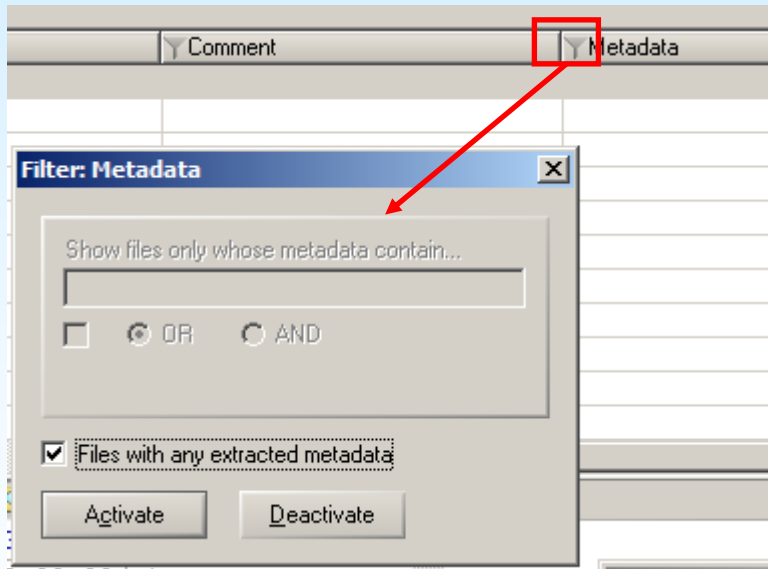 Comment
Metadata
Filter: Metadata
Show files only whose metadata contain...
OR AND
Files with any extracted metadata
Activate Deactivate